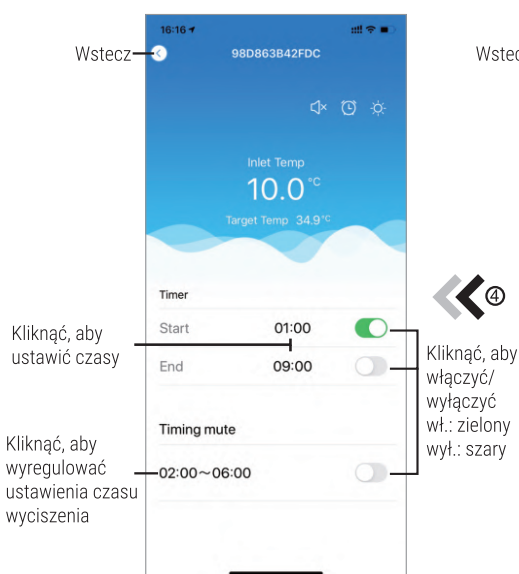 16:16
Wstecz
98D863B42FDC
Wstec
Inlet Temp
10.0 °C
Target Temp 34.9 °C
Timer
④
Start 01:00
Kliknąć, aby
ustawić czasy
End 09:00
Kliknąć, aby
włączyć/
wyłączyć
wł.: zielony
wył.: szary
Timing mute
Kliknąć, aby
wyregulować
ustawienia czasu
wyciszenia
02:00～06:00